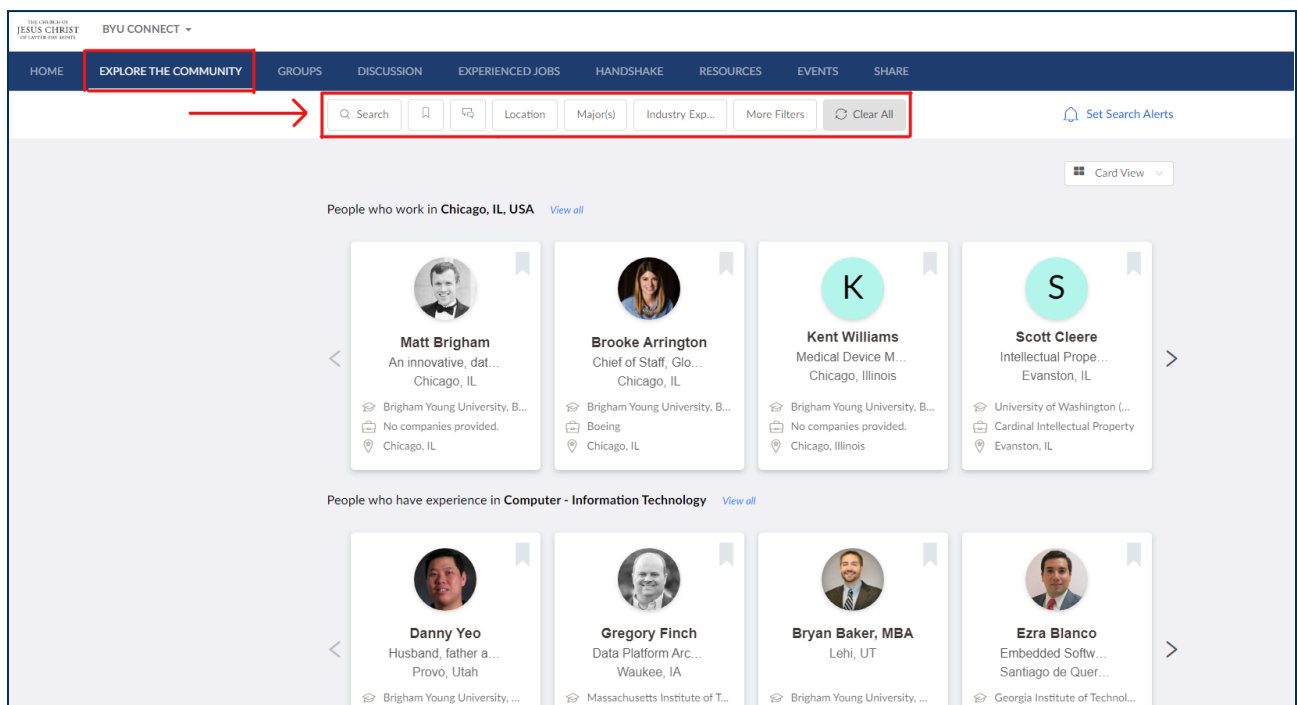 THE CHURCH OF
JESUS CHRIST
OF LATTER-DAY SAINTS
BYU CONNECT
HOME EXPLORE THE COMMUNITY GROUPS DISCUSSION EXPERIENCED JOBS HANDSHAKE RESOURCES EVENTS SHARE
Search Location Major(s) Industry Exp... More Filters Clear All Set Search Alerts
Card View
People who work in Chicago, IL, USA View all
K S
Matt Brigham Brooke Arrington Kent Williams Scott Cleere
An innovative, dat... Chief of Staff, Glo... Medical Device M... Intellectual Prope...
Chicago, IL Chicago, IL Chicago, Illinois Evanston, IL
Brigham Young University, B... Brigham Young University, B... Brigham Young University, B... University of Washington (...
No companies provided. Boeing No companies provided. Cardinal Intellectual Property
Chicago, IL Chicago, IL Chicago, Illinois Evanston, IL
People who have experience in Computer - Information Technology View all
Danny Yeo Gregory Finch Bryan Baker, MBA Ezra Blanco
Husband, father a... Data Platform Arc... Lehi, UT Embedded Softw...
Provo, Utah Waukee, IA Santiago de Quer...
Brigham Young University, ... Massachusetts Institute of T... Brigham Young University, ... Georgia Institute of Technol...